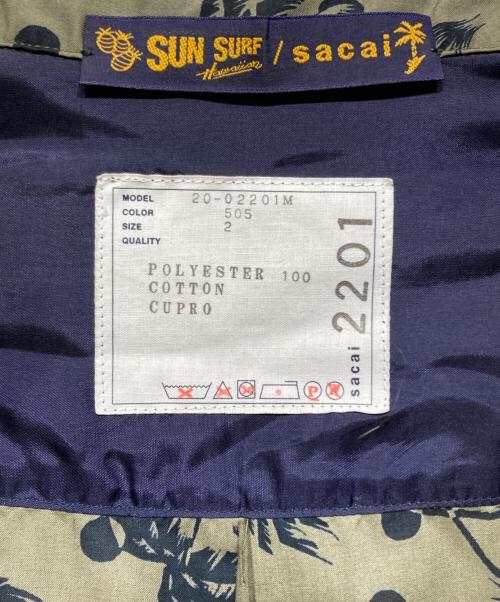 SUN SURF / sacai
Hawaiian
MODEL 20-02201M
COLOR 505
SIZE 2
QUALITY
POLYESTER 100
COTTON
CUPRO
sacai 2201
P W